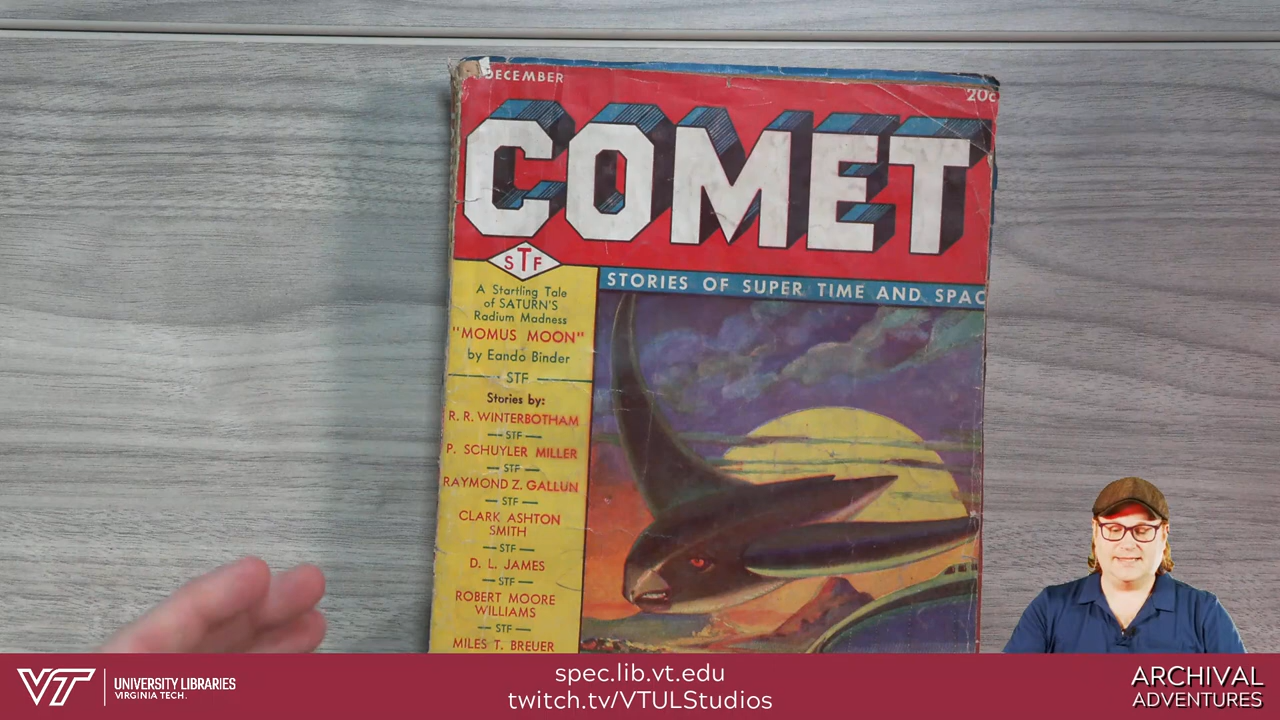 DECEMBER
20¢
COMET
STF
STORIES OF SUPER TIME AND SPAC
A Startling Tale
of SATURN'S
Radium Madness
"MOMUS MOON"
by Eando Binder
STF
Stories by:
R. R. WINTERBOTHAM
STF
P. SCHUYLER MILLER
STF
RAYMOND Z. GALLUN
STF
CLARK ASHTON
SMITH
STF
D. L. JAMES
STF
ROBERT MOORE
WILLIAMS
STF
MILES T. BREUER
VT
UNIVERSITY LIBRARIES
VIRGINIA TECH.
spec.lib.vt.edu
twitch.tv/VTULStudios
ARCHIVAL
ADVENTURES